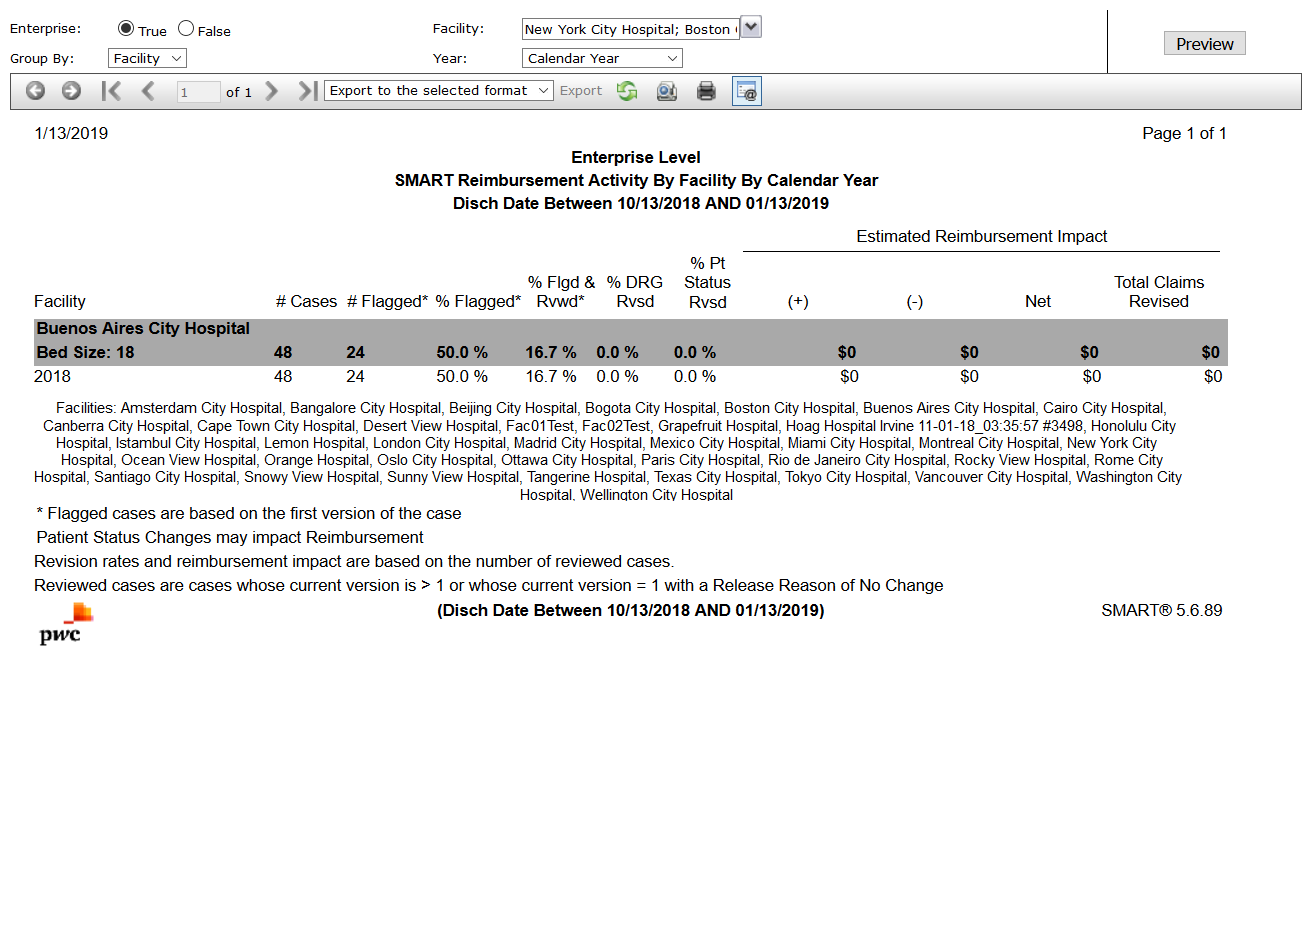 Enterprise: True False Facility: New York City Hospital; Boston
Group By: Facility Year: Calendar Year
Preview
1 of 1 Export to the selected format Export
1/13/2019 Page 1 of 1
Enterprise Level
SMART Reimbursement Activity By Facility By Calendar Year
Disch Date Between 10/13/2018 AND 01/13/2019
Estimated Reimbursement Impact
Facility # Cases # Flagged* % Flagged* % Flgd & Rvwd* % DRG Rvsd % Pt Status Rvsd (+) (-) Net Total Claims Revised
Buenos Aires City Hospital
Bed Size: 18 48 24 50.0 % 16.7 % 0.0 % 0.0 % $0 $0 $0 $0
2018 48 24 50.0 % 16.7 % 0.0 % 0.0 % $0 $0 $0 $0
Facilities: Amsterdam City Hospital, Bangalore City Hospital, Beijing City Hospital, Bogota City Hospital, Boston City Hospital, Buenos Aires City Hospital, Cairo City Hospital,
Canberra City Hospital, Cape Town City Hospital, Desert View Hospital, Fac01Test, Fac02Test, Grapefruit Hospital, Hoag Hospital Irvine 11-01-18_03:35:57 #3498, Honolulu City
Hospital, Istambul City Hospital, Lemon Hospital, London City Hospital, Madrid City Hospital, Mexico City Hospital, Miami City Hospital, Montreal City Hospital, New York City
Hospital, Ocean View Hospital, Orange Hospital, Oslo City Hospital, Ottawa City Hospital, Paris City Hospital, Rio de Janeiro City Hospital, Rocky View Hospital, Rome City
Hospital, Santiago City Hospital, Snowy View Hospital, Sunny View Hospital, Tangerine Hospital, Texas City Hospital, Tokyo City Hospital, Vancouver City Hospital, Washington City
Hospital, Wellington City Hospital
* Flagged cases are based on the first version of the case
Patient Status Changes may impact Reimbursement
Revision rates and reimbursement impact are based on the number of reviewed cases.
Reviewed cases are cases whose current version is > 1 or whose current version = 1 with a Release Reason of No Change
(Disch Date Between 10/13/2018 AND 01/13/2019) SMART® 5.6.89
pwc